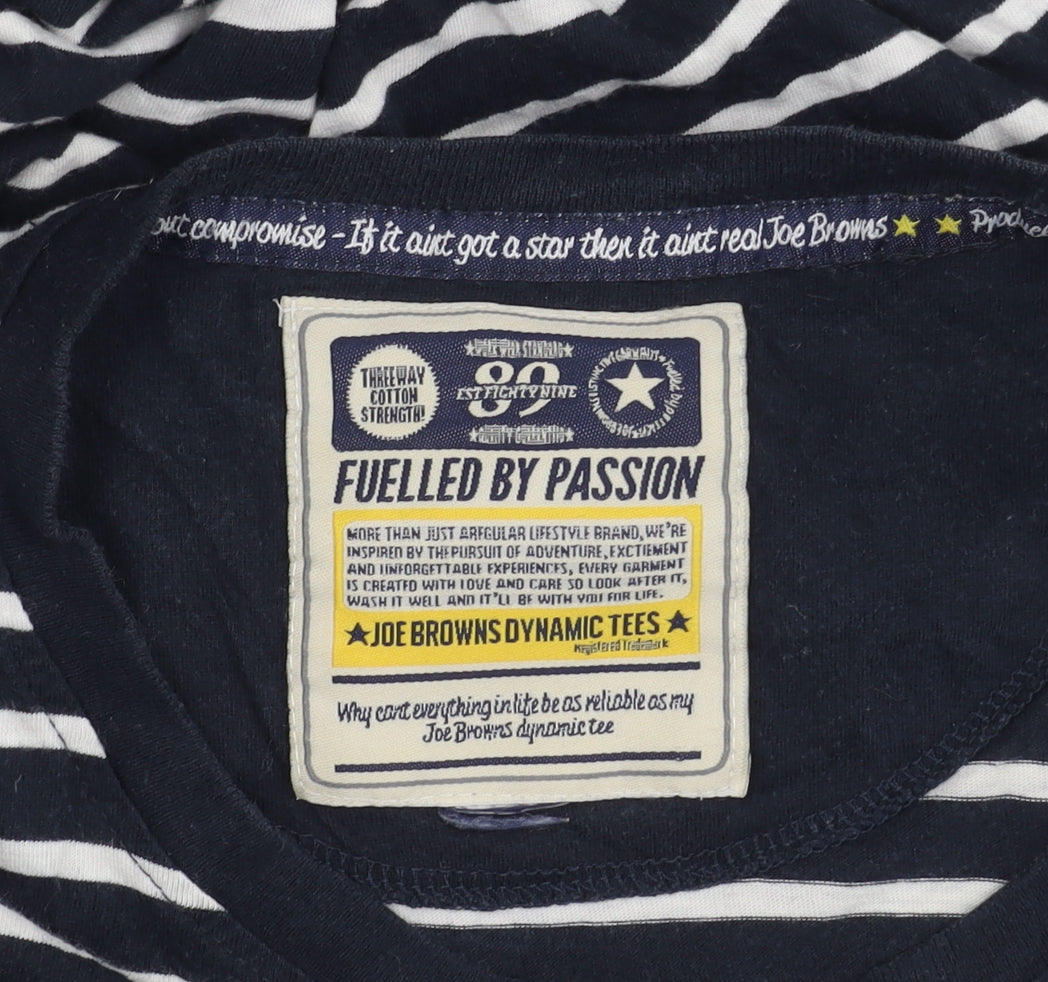 out compromise - If it aint got a star then it aint real Joe Browns ★ ★ Produced
THREEWAY
COTTON
STRENGTH!
WORK WEAR STANDARD
89
EST EIGHTY NINE
FUELLED BY PASSION
MORE THAN JUST AREGULAR LIFESTYLE BRAND, WE'RE
INSPIRED BY THEPURSUIT OF ADVENTURE, EXCTIEMENT
AND UNFORGETTABLE EXPERIENCES, EVERY GARMENT
IS CREATED WITH LOVE AND CARE SO LOOK AFTER IT,
WASH IT WELL AND IT'LL BE WITH YOU FOR LIFE.
★JOE BROWNS DYNAMIC TEES★
Registered Trademark
Why cant everything in life be as reliable as my
Joe Browns dynamic tee